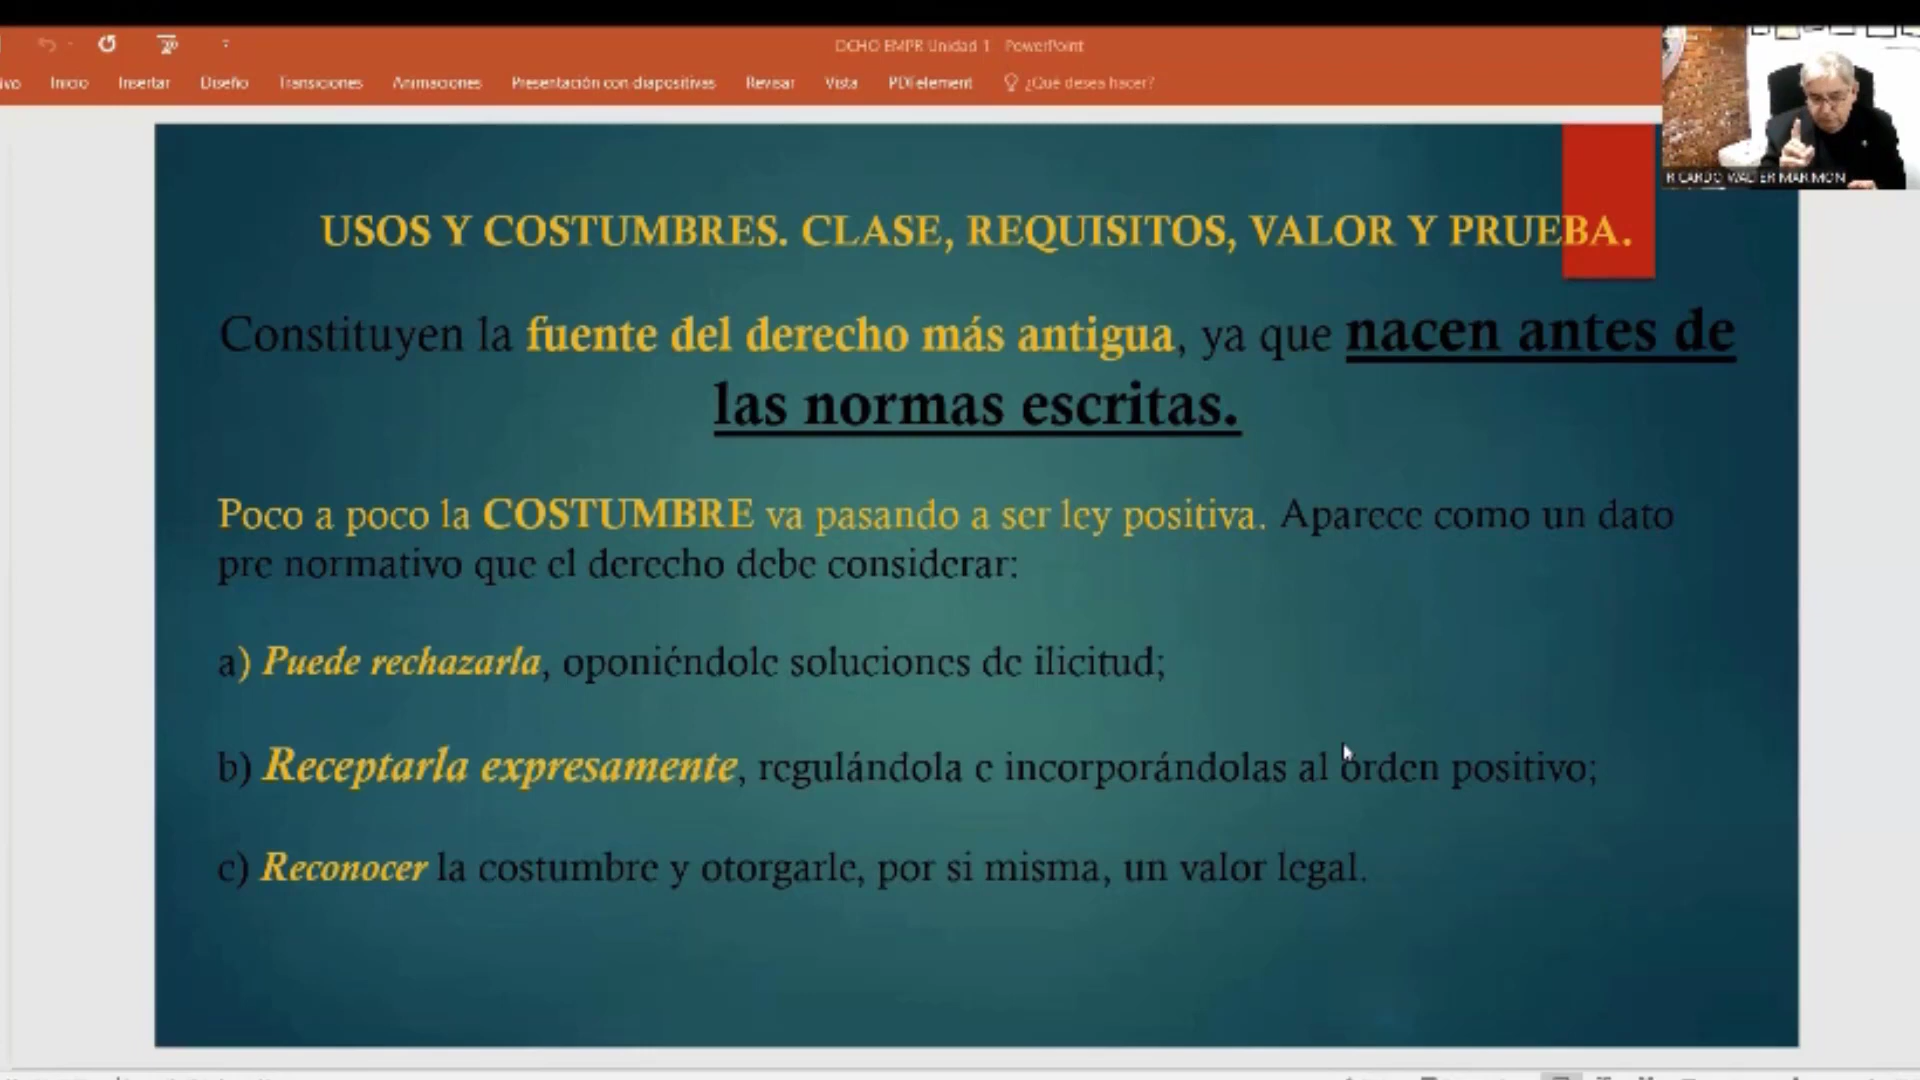 DCHO EMPR Unidad 1 - PowerPoint
Inicio Insertar Diseño Transiciones Animaciones Presentación con diapositivas Revisar Vista PDFelement ¿Qué desea hacer?
RICARDO WALTER MARIMON
USOS Y COSTUMBRES. CLASE, REQUISITOS, VALOR Y PRUEBA.
Constituyen la fuente del derecho más antigua, ya que nacen antes de
las normas escritas.
Poco a poco la COSTUMBRE va pasando a ser ley positiva. Aparece como un dato
pre normativo que el derecho debe considerar:
a) Puede rechazarla, oponiéndole soluciones de ilicitud;
b) Receptarla expresamente, regulándola e incorporándolas al orden positivo;
c) Reconocer la costumbre y otorgarle, por si misma, un valor legal.